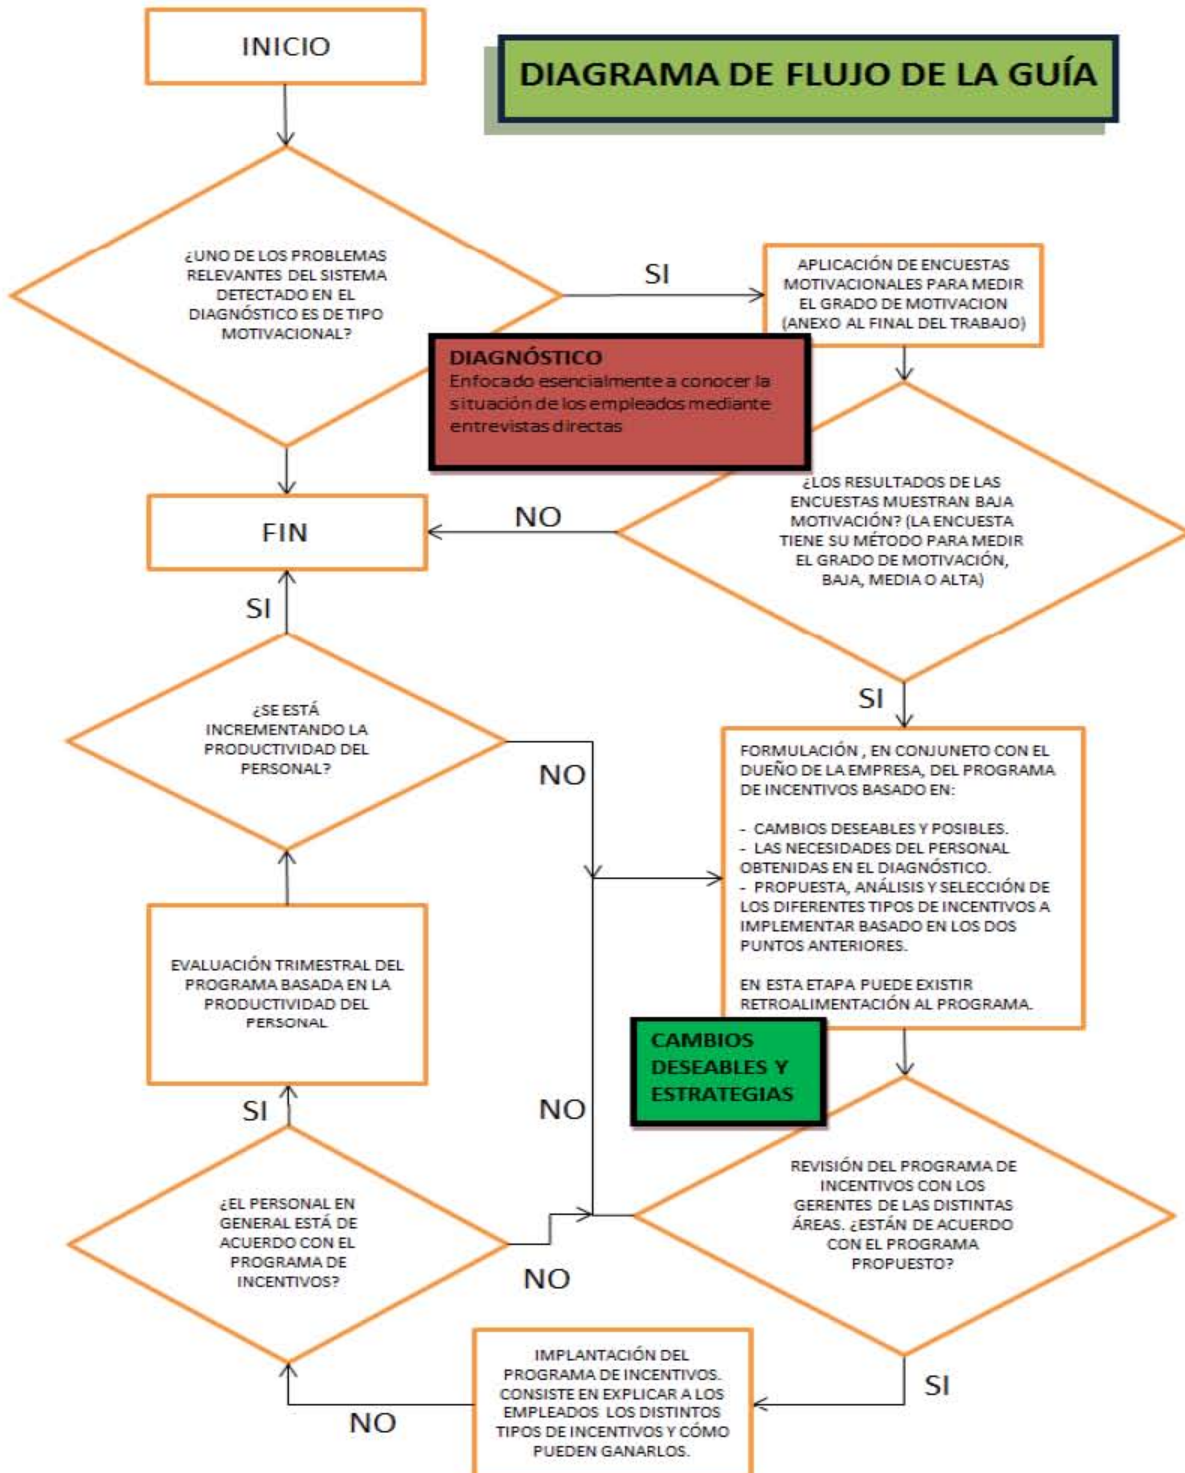 INICIO
DIAGRAMA DE FLUJO DE LA GUÍA
¿UNO DE LOS PROBLEMAS
RELEVANTES DEL SISTEMA
DETECTADO EN EL
DIAGNÓSTICO ES DE TIPO
MOTIVACIONAL?
SI
APLICACIÓN DE ENCUESTAS
MOTIVACIONALES PARA MEDIR
EL GRADO DE MOTIVACION
(ANEXO AL FINAL DEL TRABAJO)
DIAGNÓSTICO
Enfocado esencialmente a conocer la
situación de los empleados mediante
entrevistas directas
¿LOS RESULTADOS DE LAS
ENCUESTAS MUESTRAN BAJA
MOTIVACIÓN? (LA ENCUESTA
TIENE SU MÉTODO PARA MEDIR
EL GRADO DE MOTIVACIÓN,
BAJA, MEDIA O ALTA)
NO
FIN
SI
SI
¿SE ESTÁ
INCREMENTANDO LA
PRODUCTIVIDAD DEL
PERSONAL?
NO
FORMULACIÓN , EN CONJUNETO CON EL
DUEÑO DE LA EMPRESA, DEL PROGRAMA
DE INCENTIVOS BASADO EN:
- CAMBIOS DESEABLES Y POSIBLES.
- LAS NECESIDADES DEL PERSONAL
OBTENIDAS EN EL DIAGNÓSTICO.
- PROPUESTA, ANÁLISIS Y SELECCIÓN DE
LOS DIFERENTES TIPOS DE INCENTIVOS A
IMPLEMENTAR BASADO EN LOS DOS
PUNTOS ANTERIORES.
EN ESTA ETAPA PUEDE EXISTIR
RETROALIMENTACIÓN AL PROGRAMA.
EVALUACIÓN TRIMESTRAL DEL
PROGRAMA BASADA EN LA
PRODUCTIVIDAD DEL
PERSONAL
CAMBIOS
DESEABLES Y
ESTRATEGIAS
SI
NO
¿EL PERSONAL EN
GENERAL ESTÁ DE
ACUERDO CON EL
PROGRAMA DE
INCENTIVOS?
NO
REVISIÓN DEL PROGRAMA DE
INCENTIVOS CON LOS
GERENTES DE LAS DISTINTAS
ÁREAS. ¿ESTÁN DE ACUERDO
CON EL PROGRAMA
PROPUESTO?
SI
IMPLANTACIÓN DEL
PROGRAMA DE INCENTIVOS.
CONSISTE EN EXPLICAR A LOS
EMPLEADOS LOS DISTINTOS
TIPOS DE INCENTIVOS Y CÓMO
PUEDEN GANARLOS.
NO